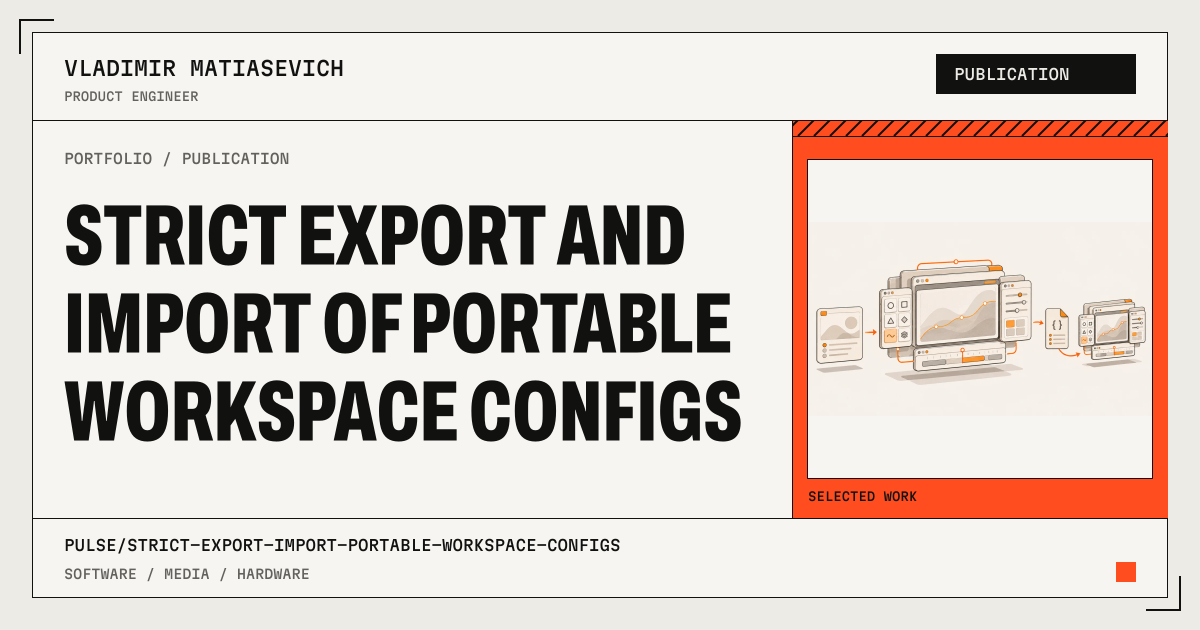 VLADIMIR MATIASEVICH
PRODUCT ENGINEER
PUBLICATION
PORTFOLIO / PUBLICATION
STRICT EXPORT AND
IMPORT OF PORTABLE
WORKSPACE CONFIGS
{}
SELECTED WORK
PULSE/STRICT-EXPORT-IMPORT-PORTABLE-WORKSPACE-CONFIGS
SOFTWARE / MEDIA / HARDWARE